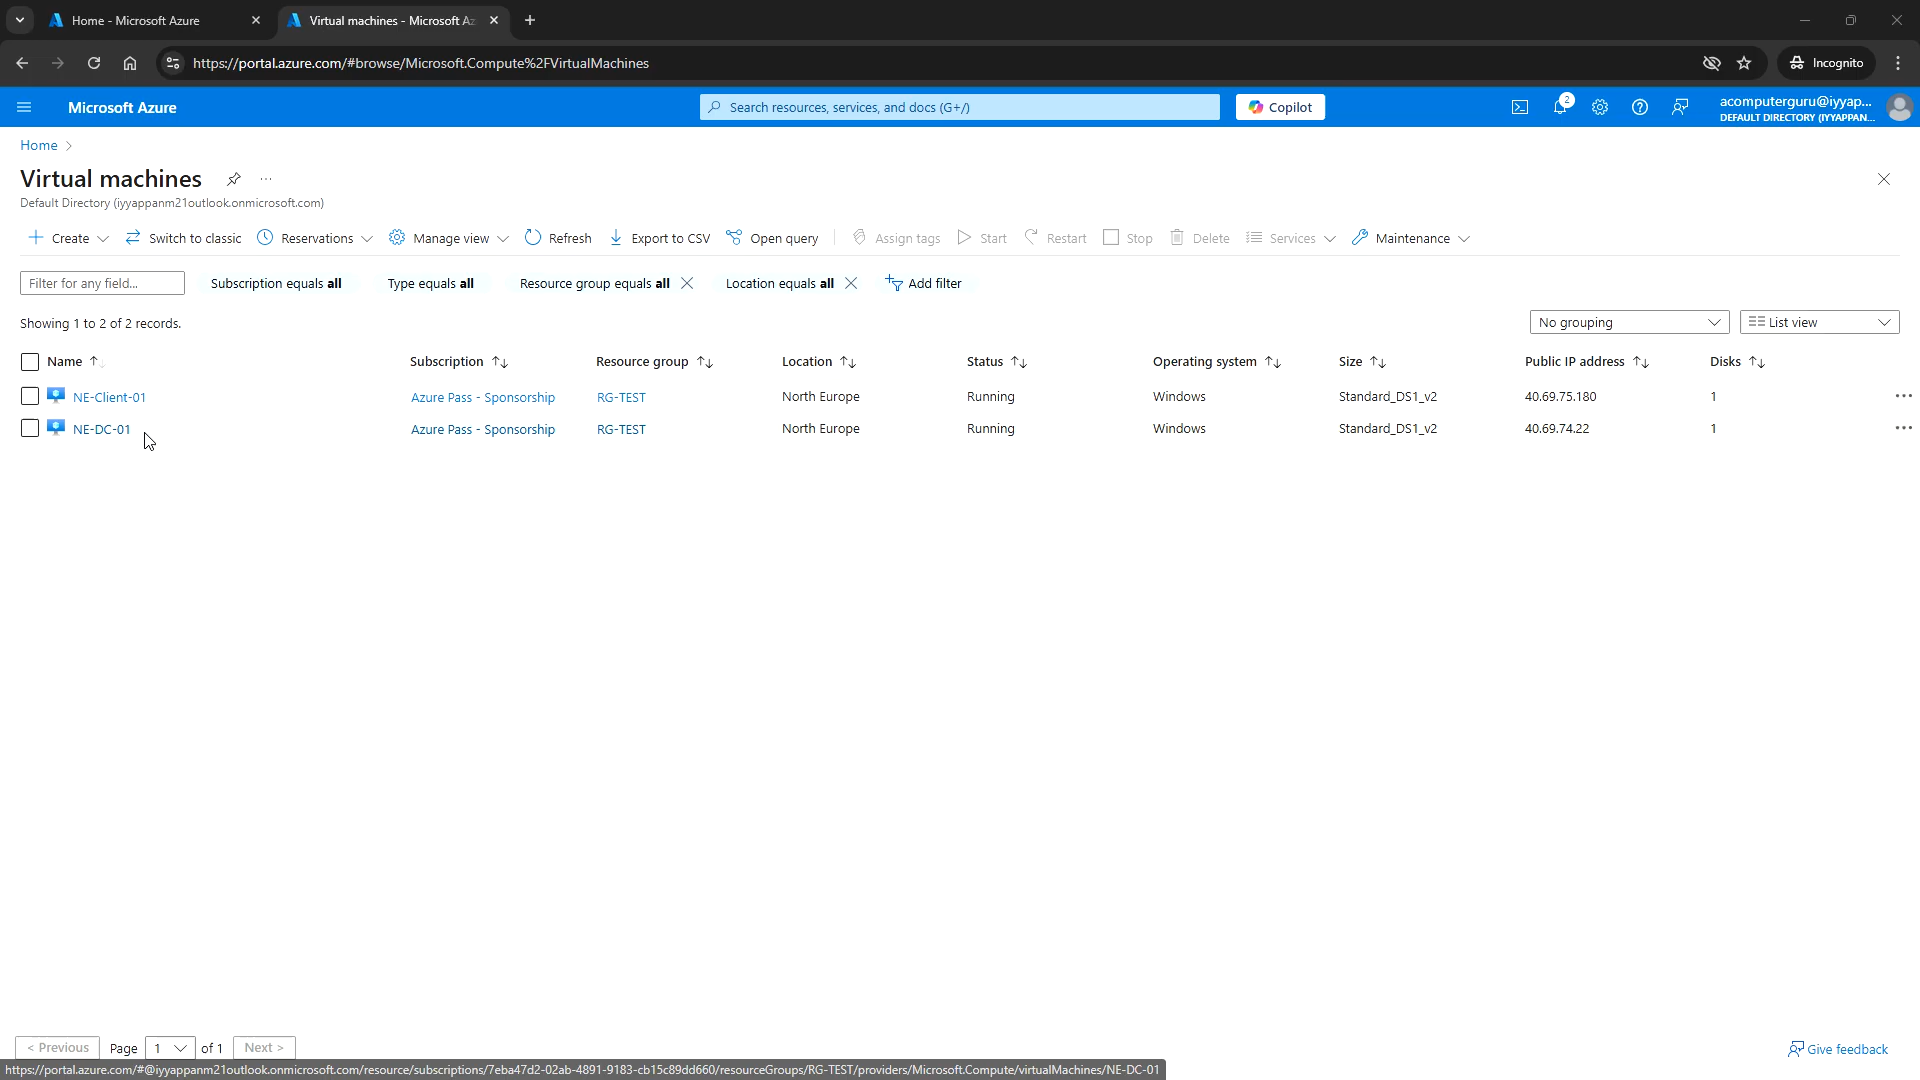 Home - Microsoft Azure
Virtual machines - Microsoft Az
https://portal.azure.com/#browse/Microsoft.Compute%2FVirtualMachines
Incognito
Microsoft Azure
Search resources, services, and docs (G+/)
Copilot
2
acomputerguru@iyyap...
DEFAULT DIRECTORY (IYYAPPAN...
Home
Virtual machines
Default Directory (iyyappanm21outlook.onmicrosoft.com)
Create
Switch to classic
Reservations
Manage view
Refresh
Export to CSV
Open query
Assign tags
Start
Restart
Stop
Delete
Services
Maintenance
Filter for any field...
Subscription equals all
Type equals all
Resource group equals all
Location equals all
Add filter
Showing 1 to 2 of 2 records.
No grouping
List view
Name Subscription Resource group Location Status Operating system Size Public IP address Disks
NE-Client-01 Azure Pass - Sponsorship RG-TEST North Europe Running Windows Standard_DS1_v2 40.69.75.180 1
NE-DC-01 Azure Pass - Sponsorship RG-TEST North Europe Running Windows Standard_DS1_v2 40.69.74.22 1
< Previous Page 1 of 1 Next >
Give feedback
https://portal.azure.com/#@iyyappanm21outlook.onmicrosoft.com/resource/subscriptions/7eba47d2-02ab-4891-9183-cb15c89dd660/resourceGroups/RG-TEST/providers/Microsoft.Compute/virtualMachines/NE-DC-01